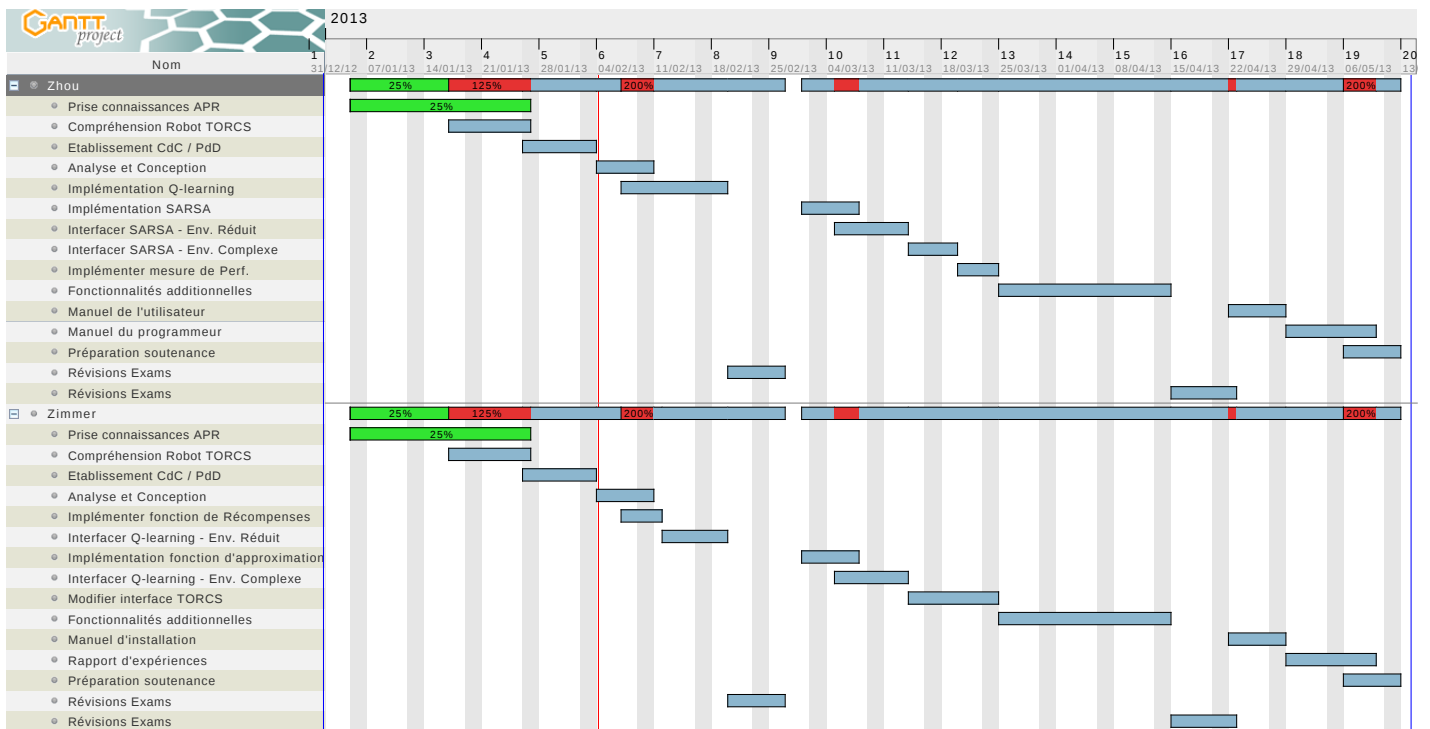 GANTT
project
2013
1 2 3 4 5 6 7 8 9 10 11 12 13 14 15 16 17 18 19 20
Nom
31/12/12 07/01/13 14/01/13 21/01/13 28/01/13 04/02/13 11/02/13 18/02/13 25/02/13 04/03/13 11/03/13 18/03/13 25/03/13 01/04/13 08/04/13 15/04/13 22/04/13 29/04/13 06/05/13 13/
Zhou 25% 125% 200% 200%
Prise connaissances APR 25%
Compréhension Robot TORCS
Etablissement CdC / PdD
Analyse et Conception
Implémentation Q-learning
Implémentation SARSA
Interfacer SARSA - Env. Réduit
Interfacer SARSA - Env. Complexe
Implémenter mesure de Perf.
Fonctionnalités additionnelles
Manuel de l'utilisateur
Manuel du programmeur
Préparation soutenance
Révisions Exams
Révisions Exams
Zimmer 25% 125% 200% 200%
Prise connaissances APR 25%
Compréhension Robot TORCS
Etablissement CdC / PdD
Analyse et Conception
Implémenter fonction de Récompenses
Interfacer Q-learning - Env. Réduit
Implémentation fonction d'approximation
Interfacer Q-learning - Env. Complexe
Modifier interface TORCS
Fonctionnalités additionnelles
Manuel d'installation
Rapport d'expériences
Préparation soutenance
Révisions Exams
Révisions Exams